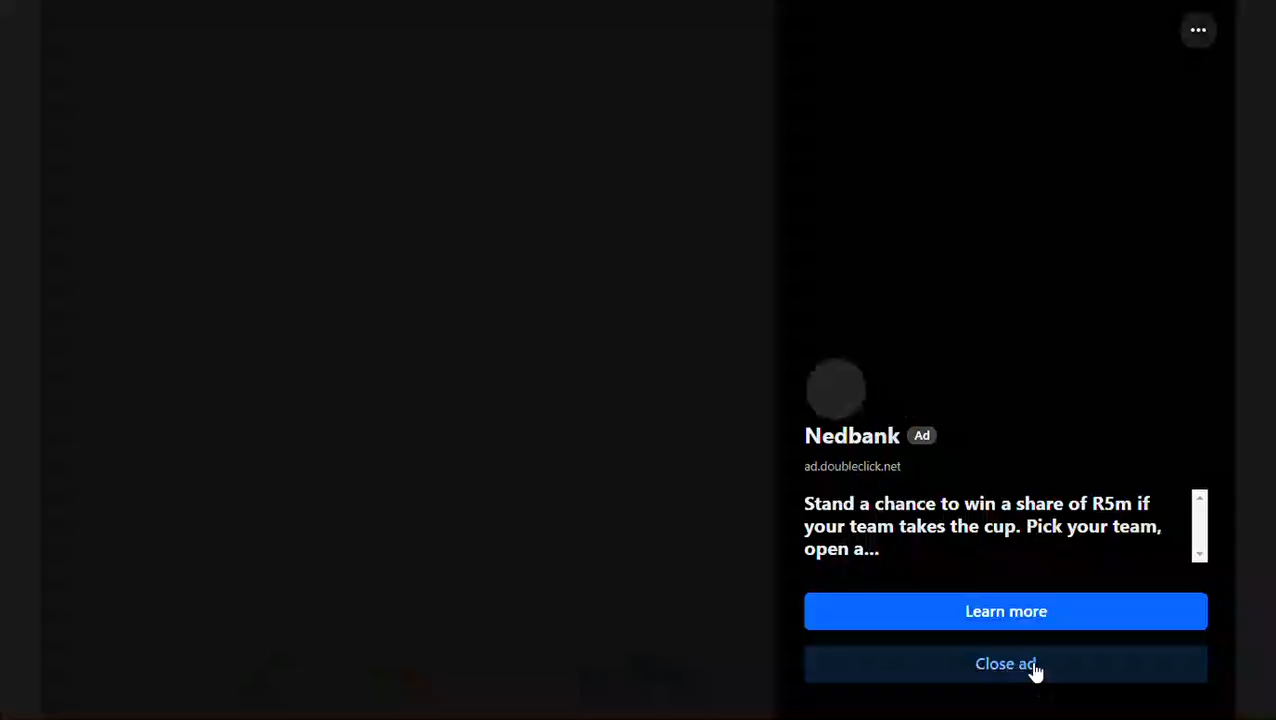 Nedbank Ad
ad.doubleclick.net
Stand a chance to win a share of R5m if
your team takes the cup. Pick your team,
open a...
Learn more
Close ad